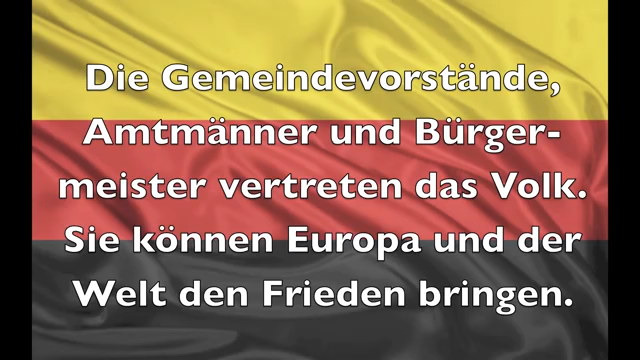 Die Gemeindevorstände,
Amtmänner und Bürger-
meister vertreten das Volk.
Sie können Europa und der
Welt den Frieden bringen.